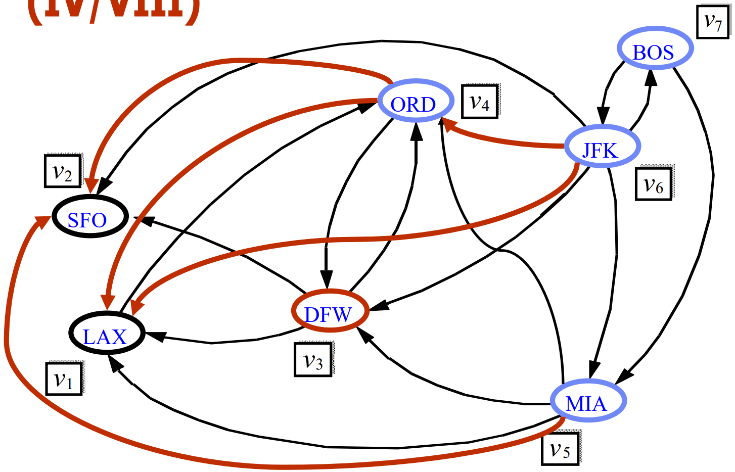 (iv/viii)
BOS
v7
ORD
v4
JFK
v6
v2
SFO
DFW
v3
LAX
v1
MIA
v5